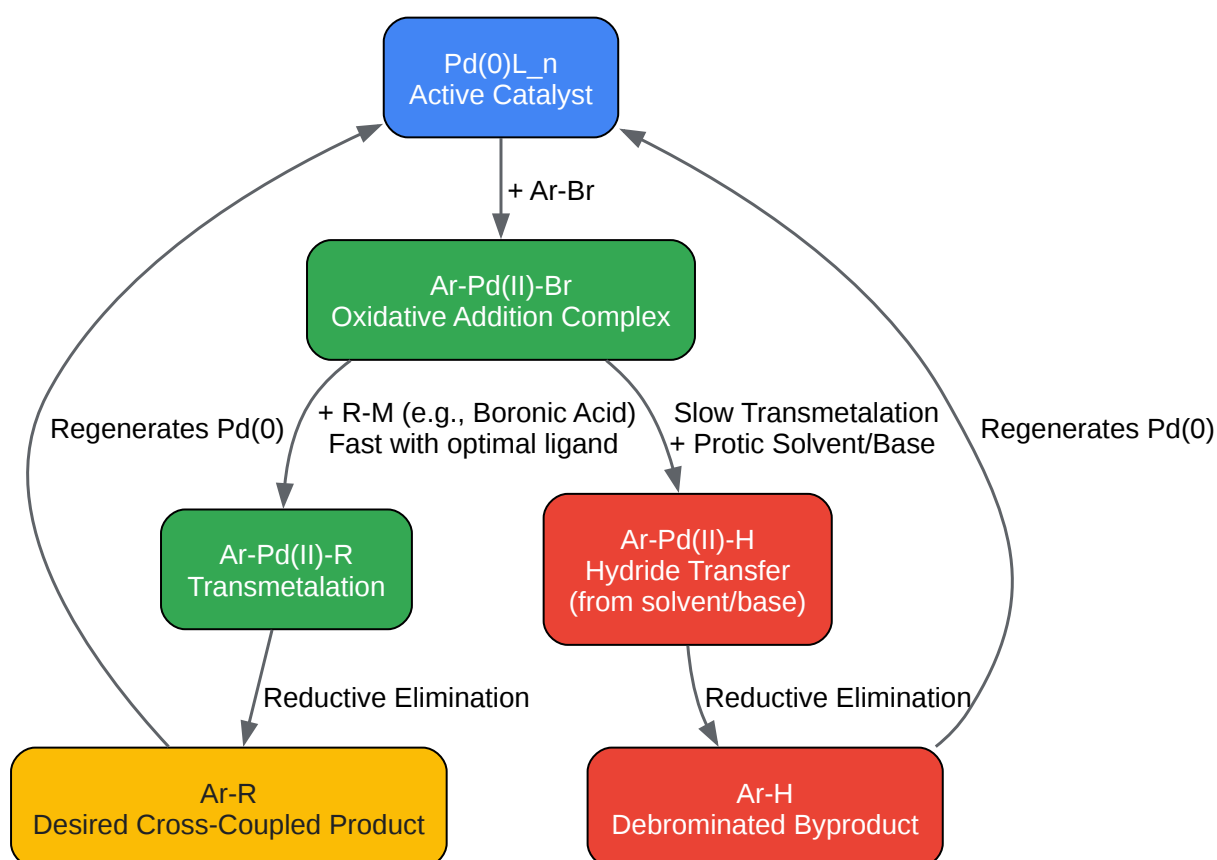 Pd(0)L_n
Active Catalyst
+ Ar-Br
Ar-Pd(II)-Br
Oxidative Addition Complex
Regenerates Pd(0)
+ R-M (e.g., Boronic Acid)
Fast with optimal ligand
Slow Transmetalation
+ Protic Solvent/Base
Regenerates Pd(0)
Ar-Pd(II)-R
Transmetalation
Ar-Pd(II)-H
Hydride Transfer
(from solvent/base)
Reductive Elimination
Reductive Elimination
Ar-R
Desired Cross-Coupled Product
Ar-H
Debrominated Byproduct